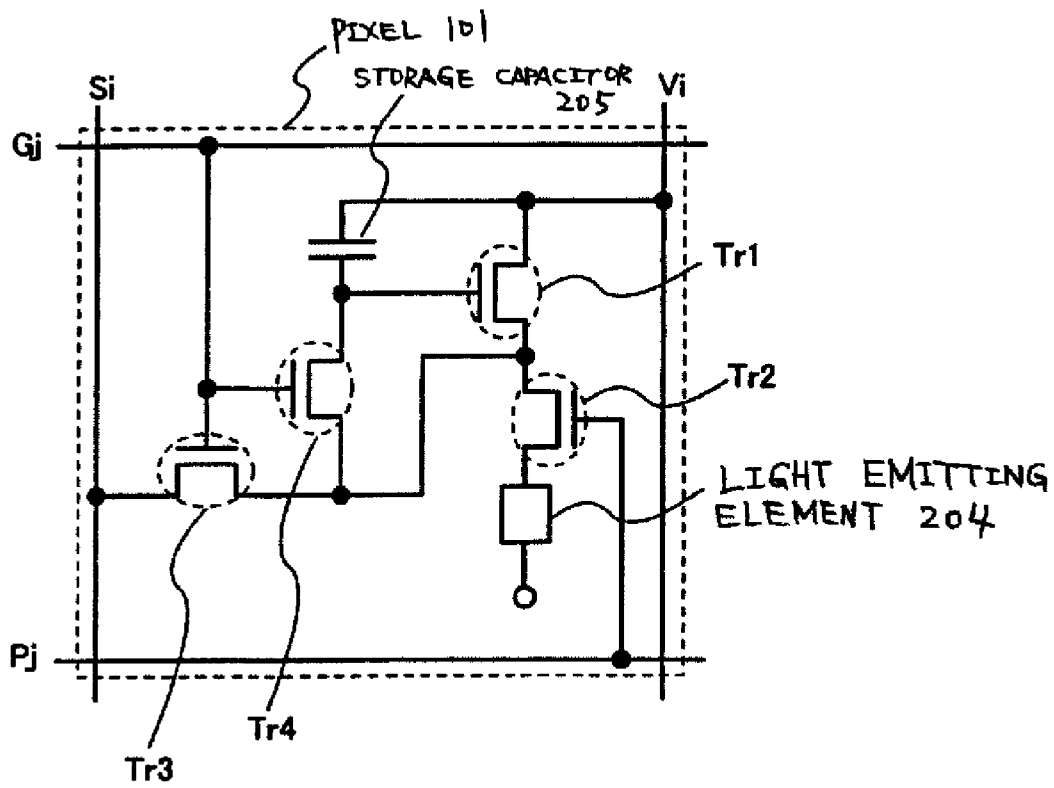 PIXEL 101
STORAGE CAPACITOR
205
Si
Vi
Gj
Tr1
Tr2
LIGHT EMITTING
ELEMENT 204
Pj
Tr4
Tr3